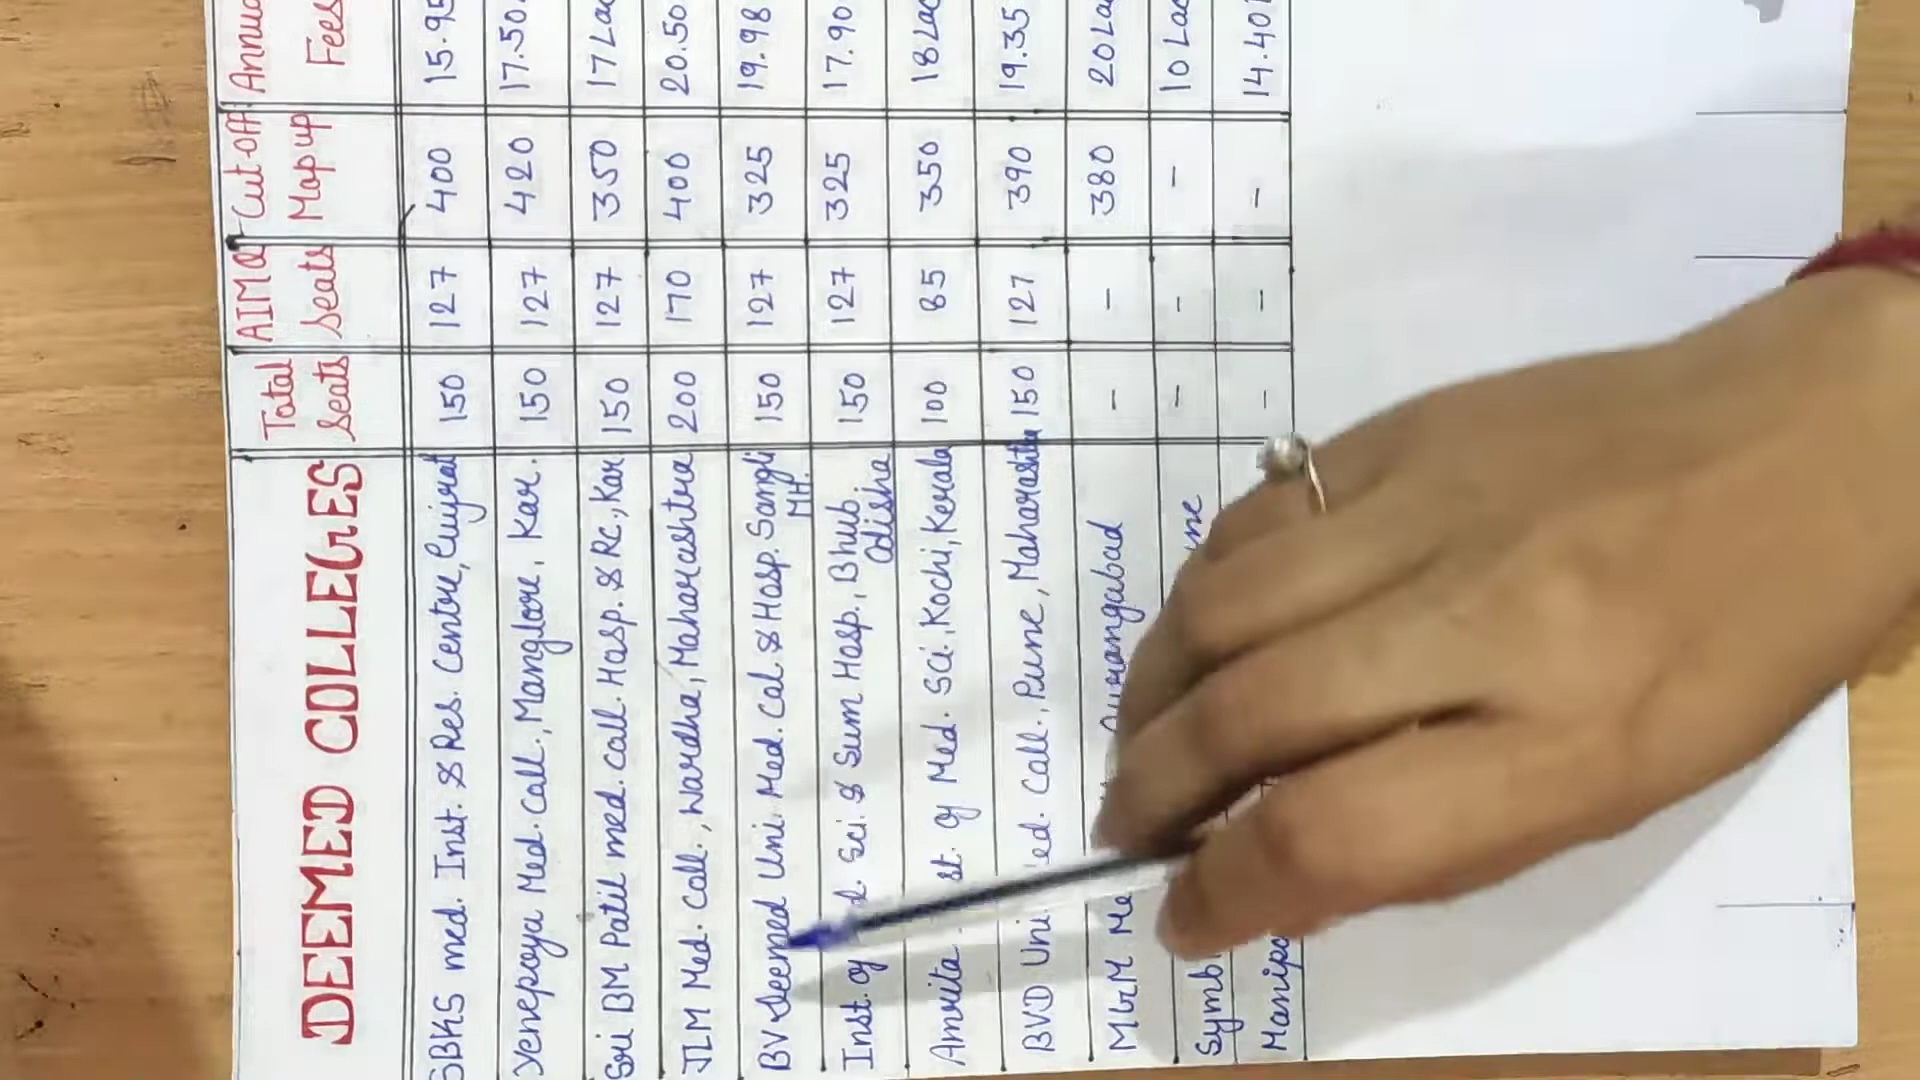 DEEMED COLLEGES Total Seats AIMQ Seats Cut off Mopup Annual Fees
SBKS med. Inst. & Res. Centre, Gujrat 150 127 400 15.95
Yenepoya Med. Coll., Manglore, Kar. 150 127 420 17.50
Sri BM Patil med. Coll. Hosp. & RC, Kar 150 127 350 17 Lac
JLM Med. Coll., Wardha, Maharashtra 200 170 400 20.50
BV Deemed Uni. Med. Col & Hosp. Sangli MH. 150 127 325 19.98
Inst. of Sci. & Sum Hosp., Bhub Odisha 150 127 325 17.90
Amrita of Med. Sci. Kochi, Kerala 100 85 350 18 Lac
BVD Uni Coll., Pune, Maharashtra 150 127 390 19.35
MGM Aurangabad - - 380 20 Lac
- - - 10 Lac
- - - 14.40